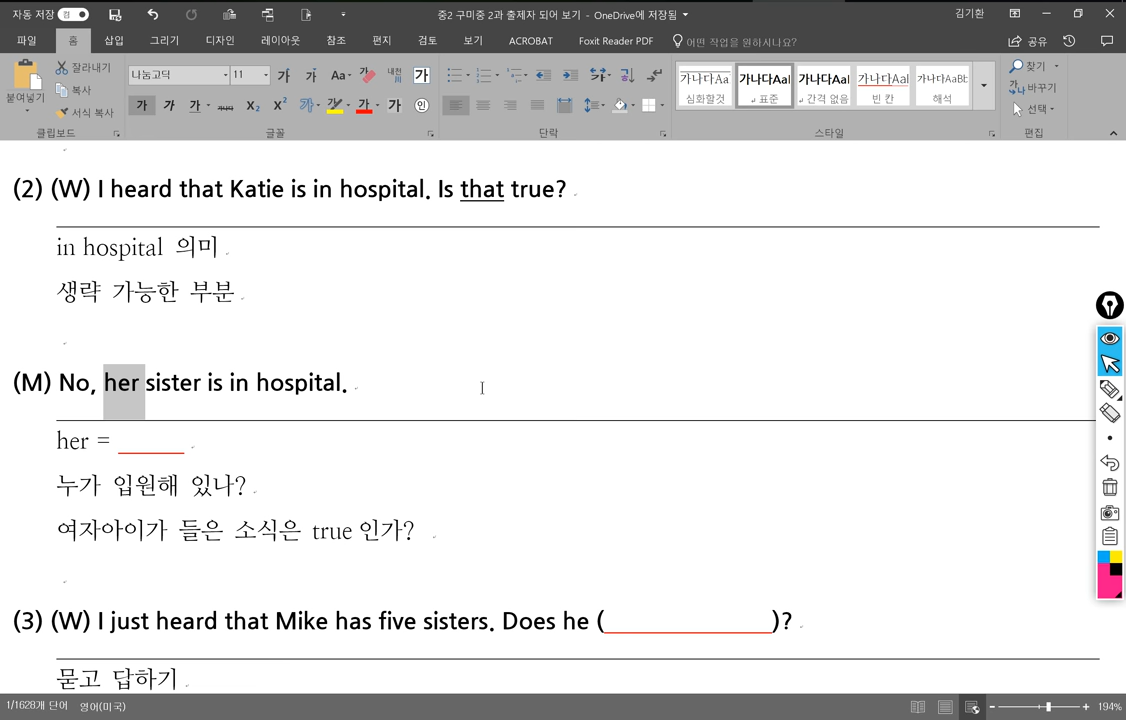 자동 저장 컴 중2 구미중 2과 출제자 되어 보기 - OneDrive에 저장됨 김기환
파일 홈 삽입 그리기 디자인 레이아웃 참조 편지 검토 보기 ACROBAT Foxit Reader PDF 어떤 작업을 원하시나요? 공유
붙여넣기 잘라내기 복사 서식 복사 나눔고딕 11 가나다AaI 심화할것 가나다AaI 표준 가나다AaI 간격 없음 가나다AaI 빈 칸 가나다AaBt 해석 찾기 바꾸기 선택
클립보드 글꼴 단락 스타일 편집
(2) (W) I heard that Katie is in hospital. Is that true?
in hospital 의미
생략 가능한 부분
(M) No, her sister is in hospital.
her = ______
누가 입원해 있나?
여자아이가 들은 소식은 true 인가?
(3) (W) I just heard that Mike has five sisters. Does he (______________)?
묻고 답하기
1/1628개 단어 영어(미국) 194%